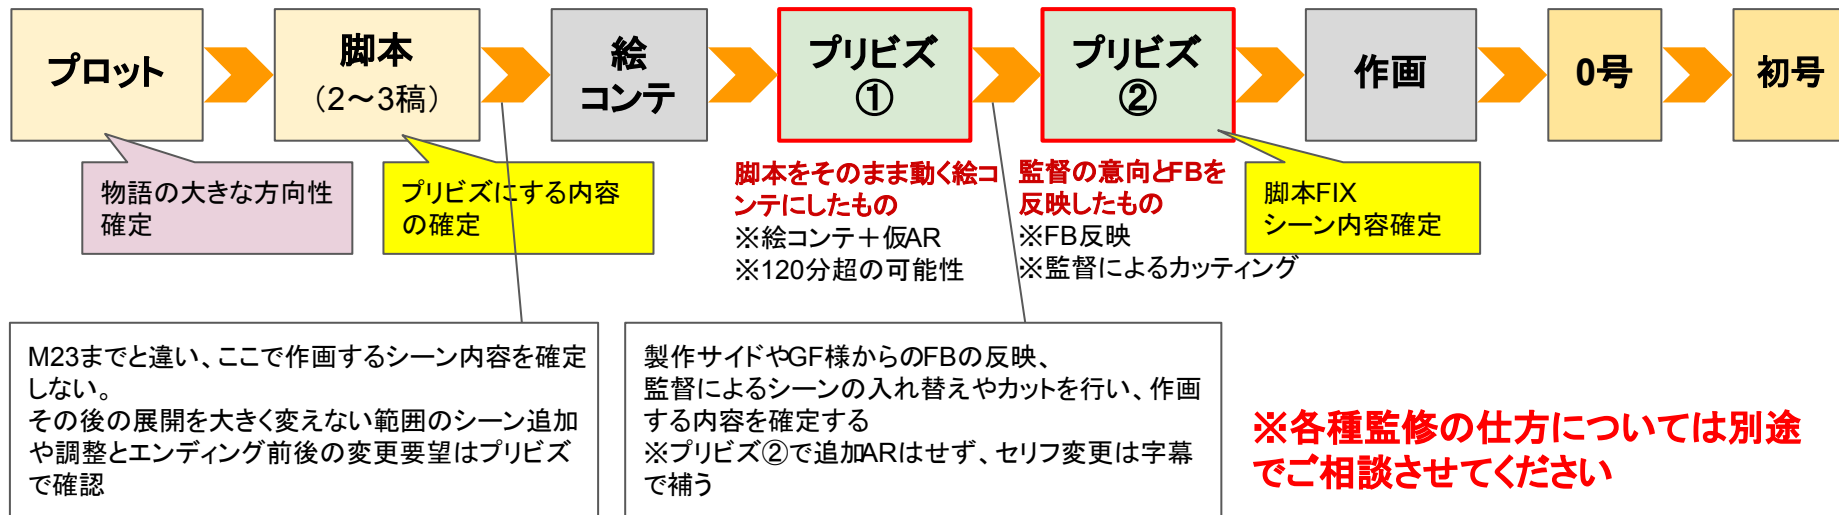 プロット
脚本
（2～3稿）
絵
コンテ
プリビズ
①
プリビズ
②
作画
0号
初号
物語の大きな方向性
確定
プリビズにする内容
の確定
脚本をそのまま動く絵コ
ンテにしたもの
※絵コンテ＋仮AR
※120分超の可能性
監督の意向とFBを
反映したもの
※FB反映
※監督によるカッティング
脚本FIX
シーン内容確定
M23までと違い、ここで作画するシーン内容を確定
しない。
その後の展開を大きく変えない範囲のシーン追加
や調整とエンディング前後の変更要望はプリビズ
で確認
製作サイドやGF様からのFBの反映、
監督によるシーンの入れ替えやカットを行い、作画
する内容を確定する
※プリビズ②で追加ARはせず、セリフ変更は字幕
で補う
※各種監修の仕方については別途
でご相談させてください